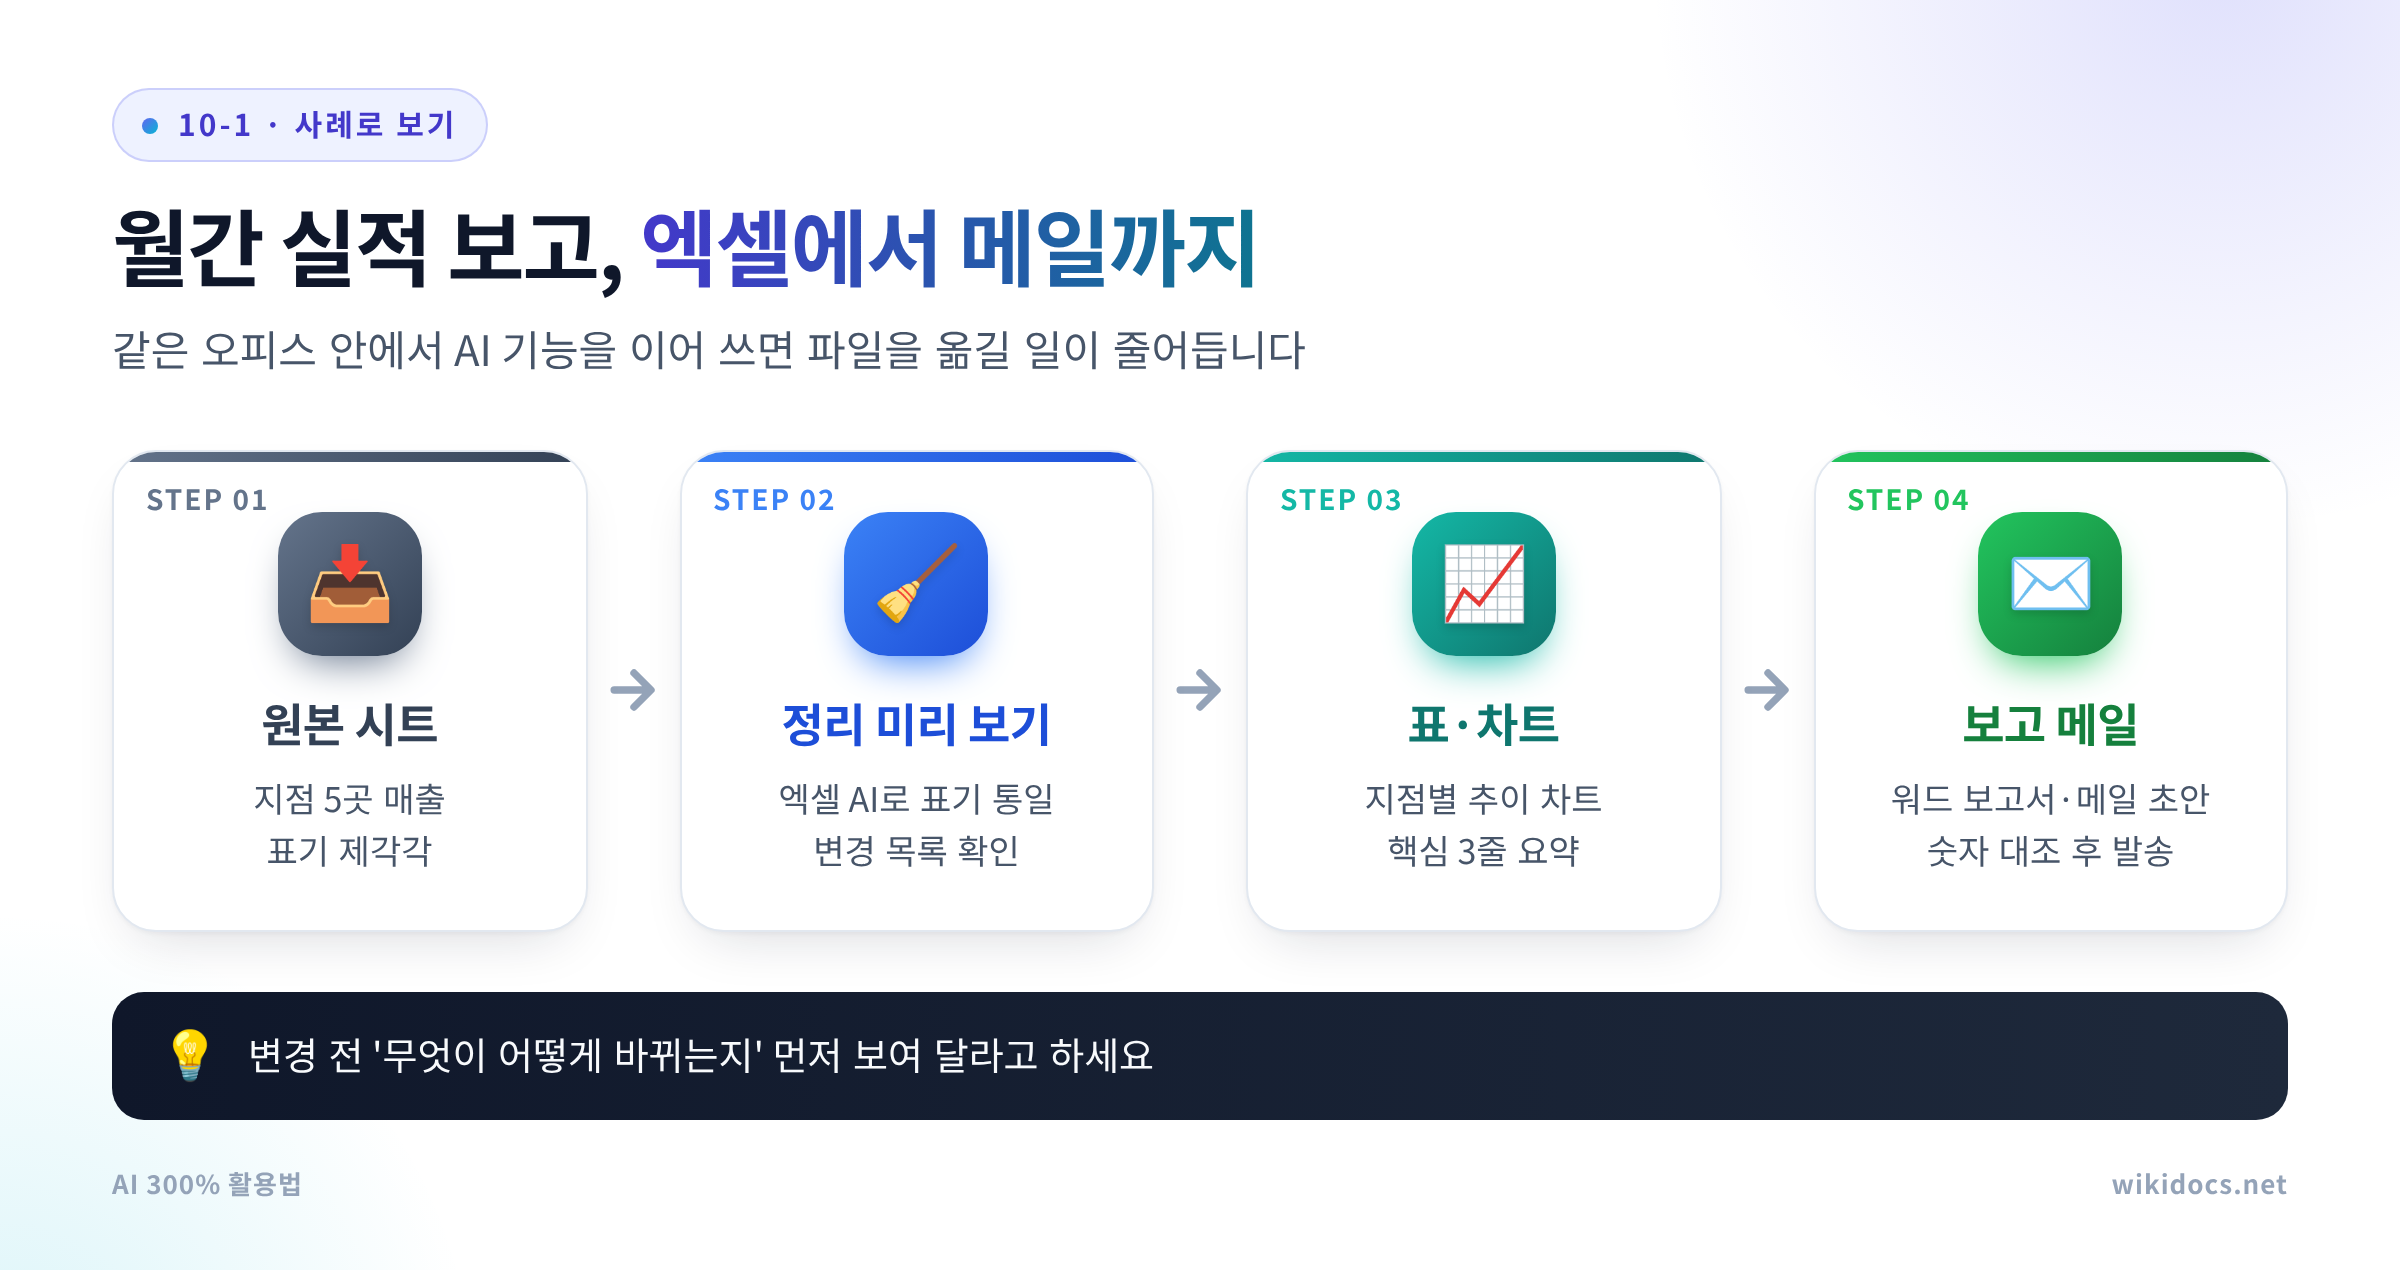 10-1 · 사례로 보기
월간 실적 보고, 엑셀에서 메일까지
같은 오피스 안에서 AI 기능을 이어 쓰면 파일을 옮길 일이 줄어듭니다
STEP 01
원본 시트
지점 5곳 매출
표기 제각각
STEP 02
정리 미리 보기
엑셀 AI로 표기 통일
변경 목록 확인
STEP 03
표·차트
지점별 추이 차트
핵심 3줄 요약
STEP 04
보고 메일
워드 보고서·메일 초안
숫자 대조 후 발송
변경 전 '무엇이 어떻게 바뀌는지' 먼저 보여 달라고 하세요
AI 300% 활용법
wikidocs.net